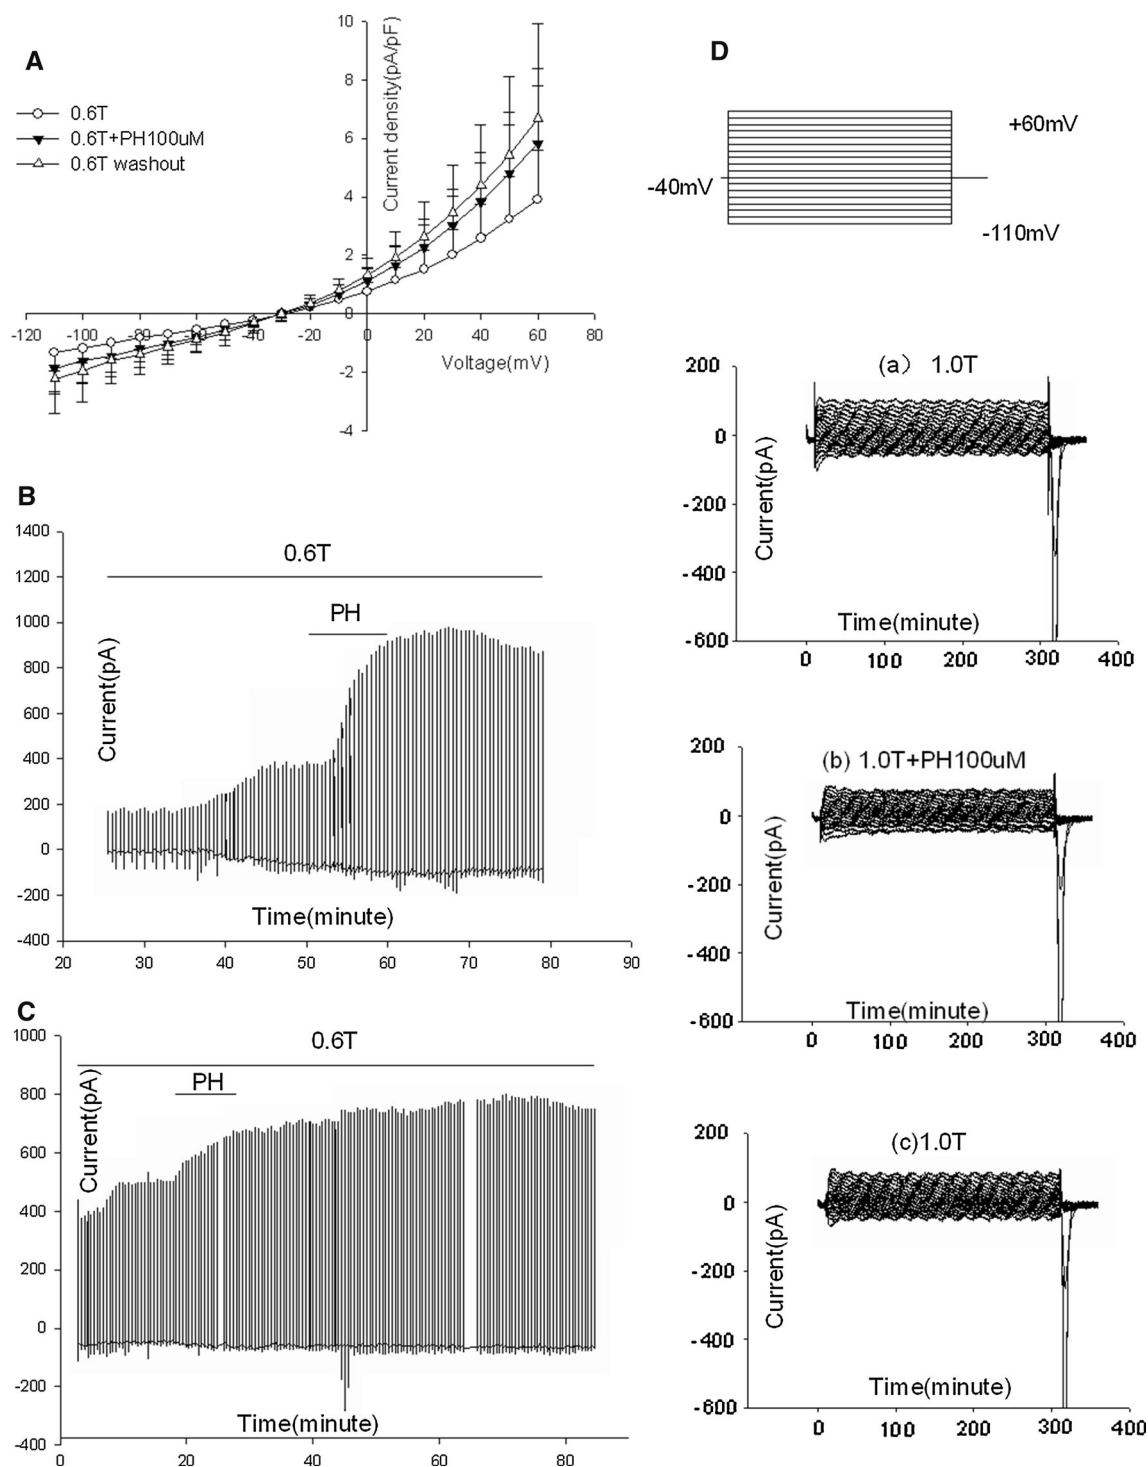 A
0.6T
0.6T+PH100uM
0.6T washout
10
8
6
4
2
0
-2
-4
Current density(pA/pF)
-120 -100 -80 -60 -40 -20 0 20 40 60 80
Voltage(mV)
B
1400
1200
1000
800
600
400
200
0
-200
-400
Current(pA)
0.6T
PH
Time(minute)
20 30 40 50 60 70 80 90
C
1000
800
600
400
200
0
-200
-400
Current(pA)
0.6T
PH
Time(minute)
0 20 40 60 80
D
+60mV
-40mV
-110mV
(a) 1.0T
200
0
-200
-400
-600
Current(pA)
Time(minute)
0 100 200 300 400
(b) 1.0T+PH100uM
200
0
-200
-400
-600
Current(pA)
Time(minute)
0 100 200 300 400
(c)1.0T
200
0
-200
-400
-600
Current(pA)
Time(minute)
0 100 200 300 400